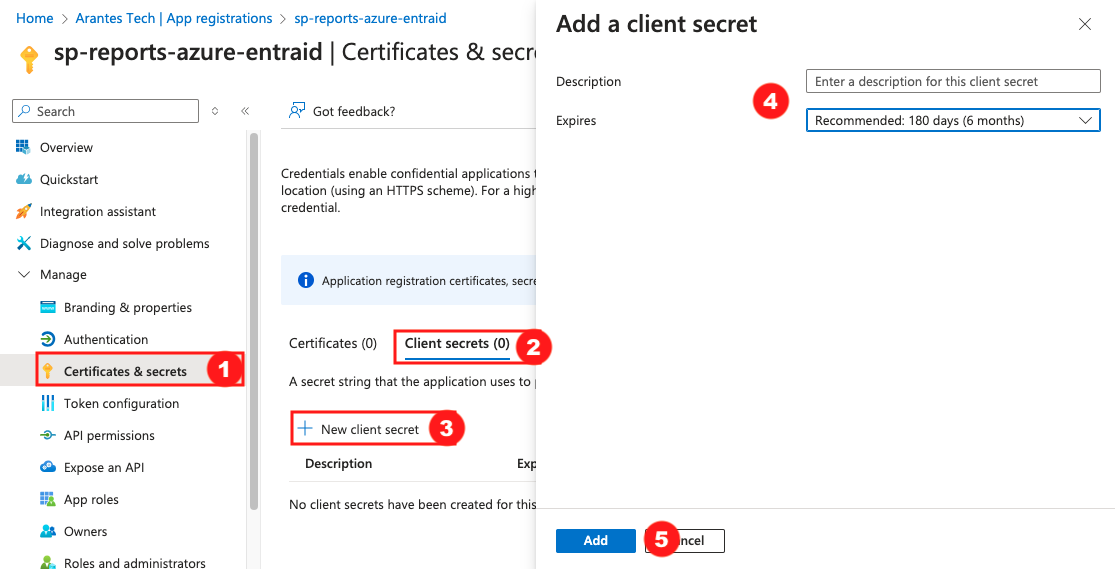 Home > Arantes Tech | App registrations > sp-reports-azure-entraid
sp-reports-azure-entraid | Certificates & secre
Search
«
Overview
Quickstart
Integration assistant
Diagnose and solve problems
Manage
Branding & properties
Authentication
Certificates & secrets 1
Token configuration
API permissions
Expose an API
App roles
Owners
Roles and administrators
Got feedback?
Credentials enable confidential applications t
location (using an HTTPS scheme). For a high
credential.
Application registration certificates, secre
Certificates (0) Client secrets (0) 2
A secret string that the application uses to p
New client secret 3
Description Exp
No client secrets have been created for this
Add a client secret
Description Enter a description for this client secret
4
Expires Recommended: 180 days (6 months)
Add 5 ncel